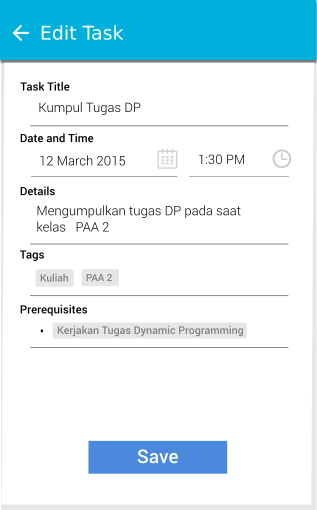 Edit Task
Task Title
Kumpul Tugas DP
Date and Time
12 March 2015 1:30 PM
Details
Mengumpulkan tugas DP pada saat
kelas PAA 2
Tags
Kuliah PAA 2
Prerequisites
• Kerjakan Tugas Dynamic Programming
Save